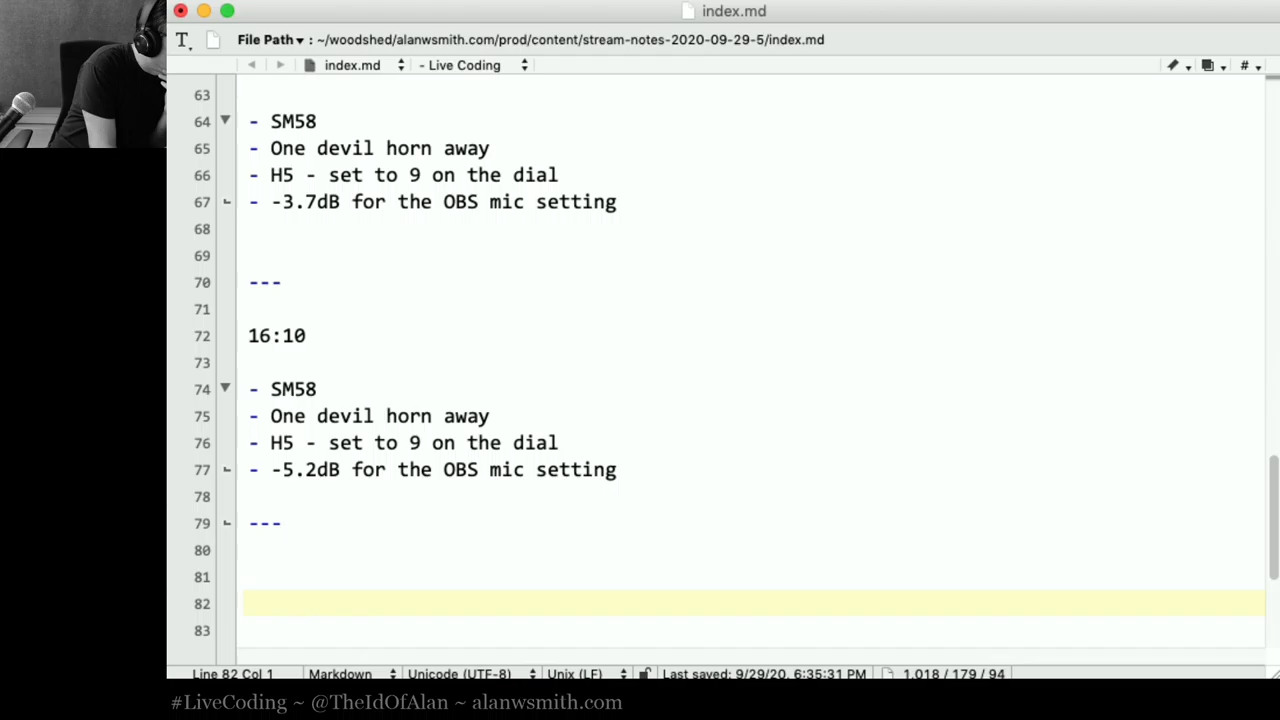 index.md
File Path : ~/woodshed/alanwsmith.com/prod/content/stream-notes-2020-09-29-5/index.md
index.md - Live Coding #
63
64 - SM58
65 - One devil horn away
66 - H5 - set to 9 on the dial
67 - -3.7dB for the OBS mic setting
68
69
70 ---
71
72 16:10
73
74 - SM58
75 - One devil horn away
76 - H5 - set to 9 on the dial
77 - -5.2dB for the OBS mic setting
78
79 ---
80
81
82
83
Line 82 Col 1 Markdown Unicode (UTF-8) Unix (LF) Last saved: 9/29/20, 6:35:31 PM 1,018 / 179 / 94
#LiveCoding ~ @TheIdOfAlan ~ alanwsmith.com